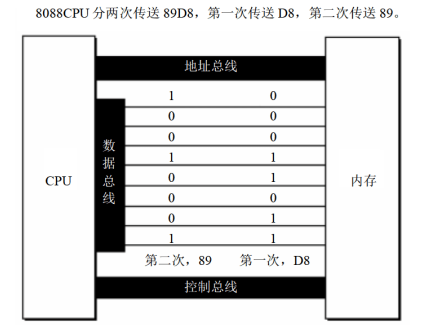 8088CPU 分两次传送 89D8，第一次传送 D8，第二次传送 89。
地址总线
1 0
0 0
0 0
1 1
0 1
0 0
0 1
1 1
数据总线
CPU
内存
第二次，89 第一次，D8
控制总线